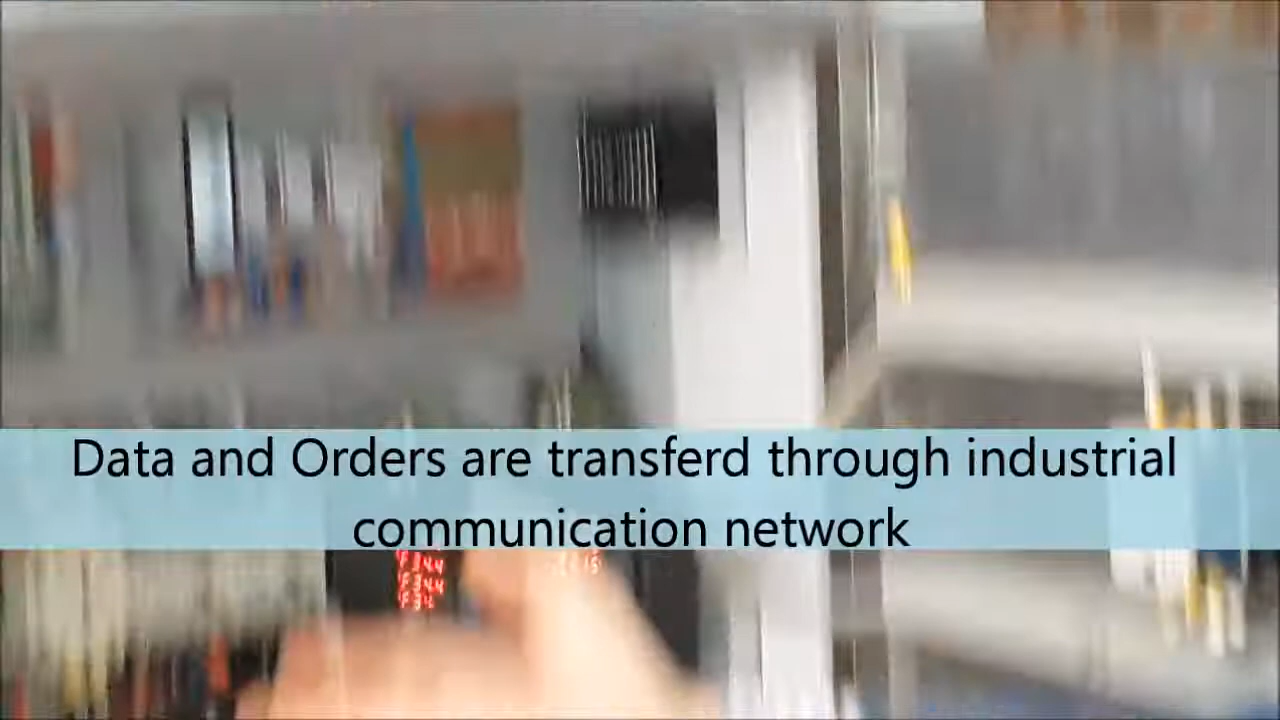 Data and Orders are transferd through industrial
communication network